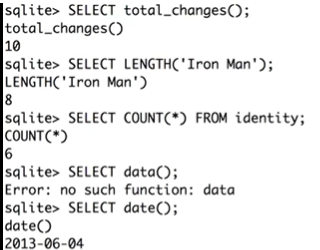 sqlite> SELECT total_changes();
total_changes()
10
sqlite> SELECT LENGTH('Iron Man');
LENGTH('Iron Man')
8
sqlite> SELECT COUNT(*) FROM identity;
COUNT(*)
6
sqlite> SELECT data();
Error: no such function: data
sqlite> SELECT date();
date()
2013-06-04